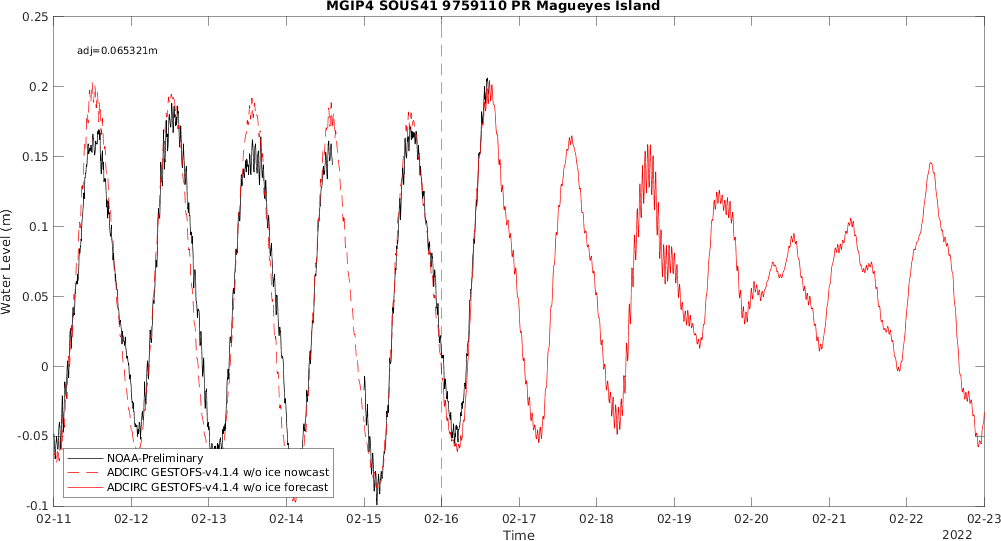 MGIP4 SOUS41 9759110 PR Magueyes Island
adj=0.065321m
0.25
0.2
0.15
0.1
0.05
0
-0.05
-0.1
Water Level (m)
NOAA-Preliminary
ADCIRC GESTOFS-v4.1.4 w/o ice nowcast
ADCIRC GESTOFS-v4.1.4 w/o ice forecast
02-11 02-12 02-13 02-14 02-15 02-16 02-17 02-18 02-19 02-20 02-21 02-22 02-23
Time
2022